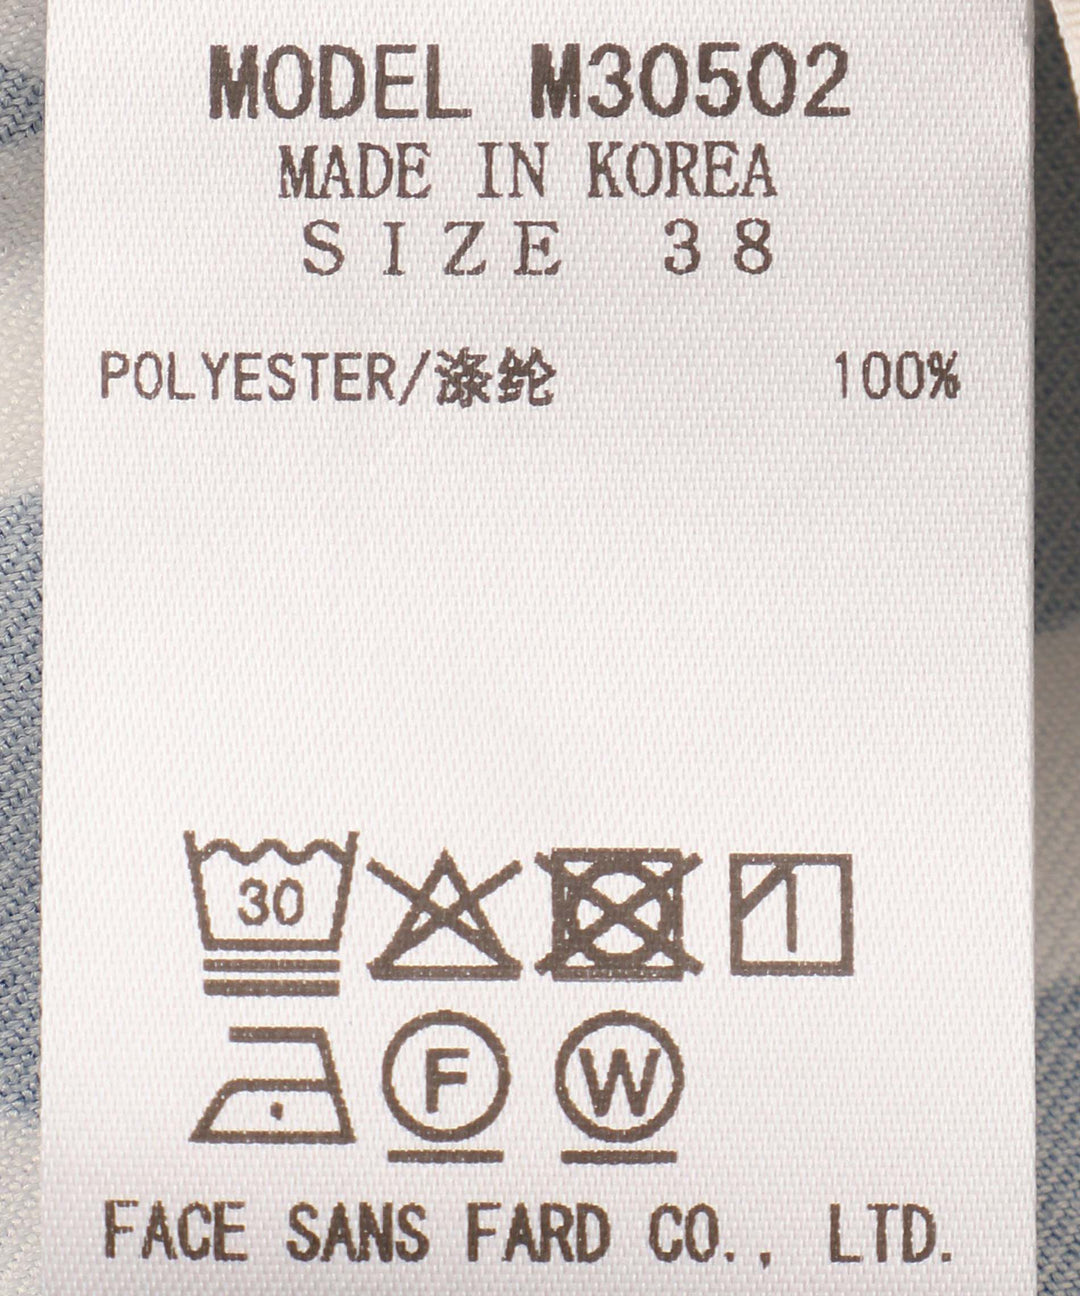 MODEL M30502
MADE IN KOREA
SIZE 38
POLYESTER/涤纶 100%
30
F W
FACE SANS FARD CO., LTD.